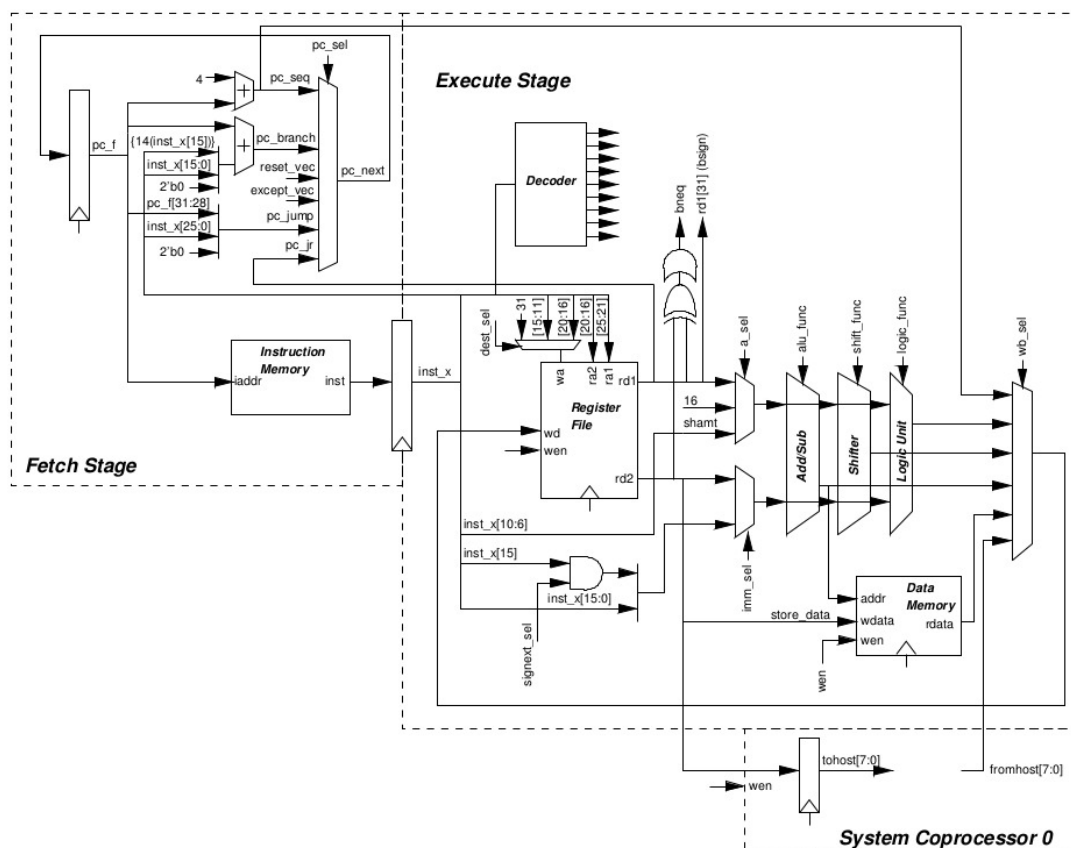 pc_sel
4
+
pc_seq
Execute Stage
pc_f
{14(inst_x[15])}
+
pc_branch
inst_x[15:0]
2'b0
reset_vec
pc_next
except_vec
pc_f[31:28]
pc_jump
inst_x[25:0]
2'b0
pc_jr
Decoder
bneq
rd1[31] (bsign)
dest_sel
31
[15:11]
[20:16]
[20:16]
[25:21]
a_sel
alu_func
shift_func
logic_func
wb_sel
Instruction
Memory
iaddr
inst
inst_x
wa
ra2
ra1
rd1
Register
File
wd
wen
rd2
16
shamt
Add/Sub
Shifter
Logic Unit
Fetch Stage
inst_x[10:6]
inst_x[15]
inst_x[15:0]
signext_sel
imm_sel
Data
Memory
addr
store_data
wdata
rdata
wen
wen
tohost[7:0]
fromhost[7:0]
wen
System Coprocessor 0